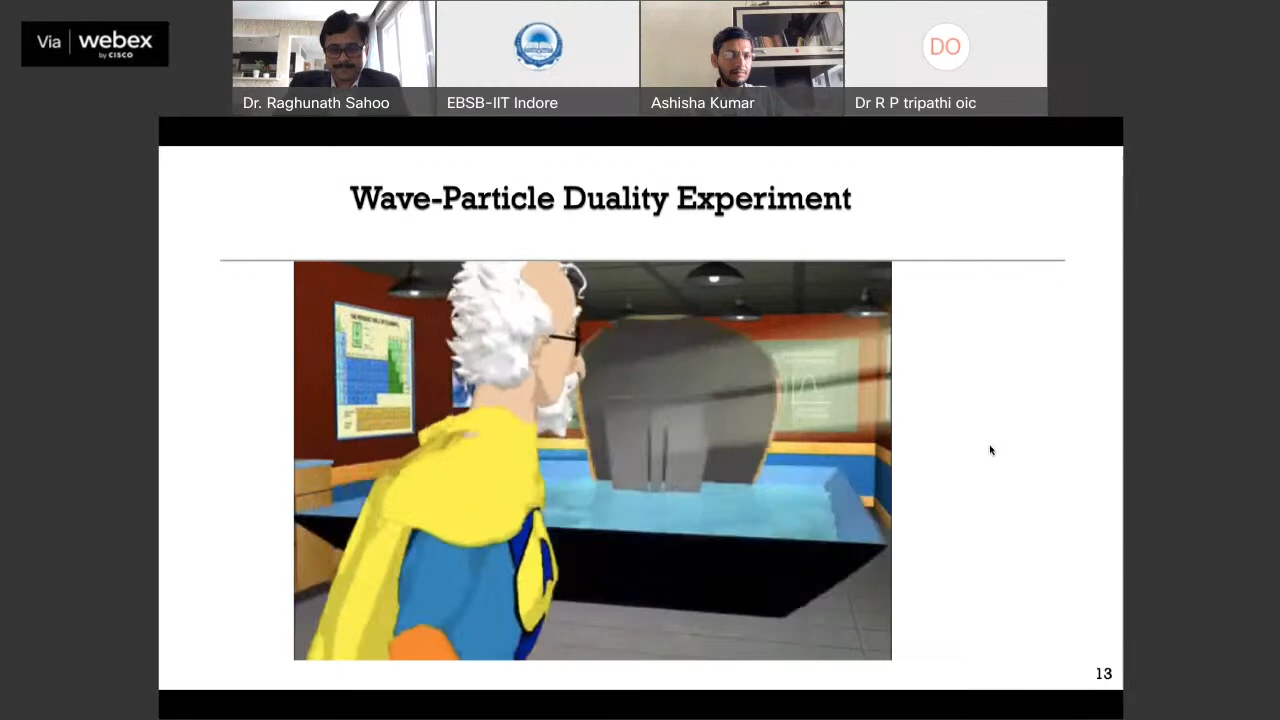 Via webex
by CISCO
Dr. Raghunath Sahoo
EBSB-IIT Indore
Ashisha Kumar
DO
Dr R P tripathi oic
Wave-Particle Duality Experiment
13